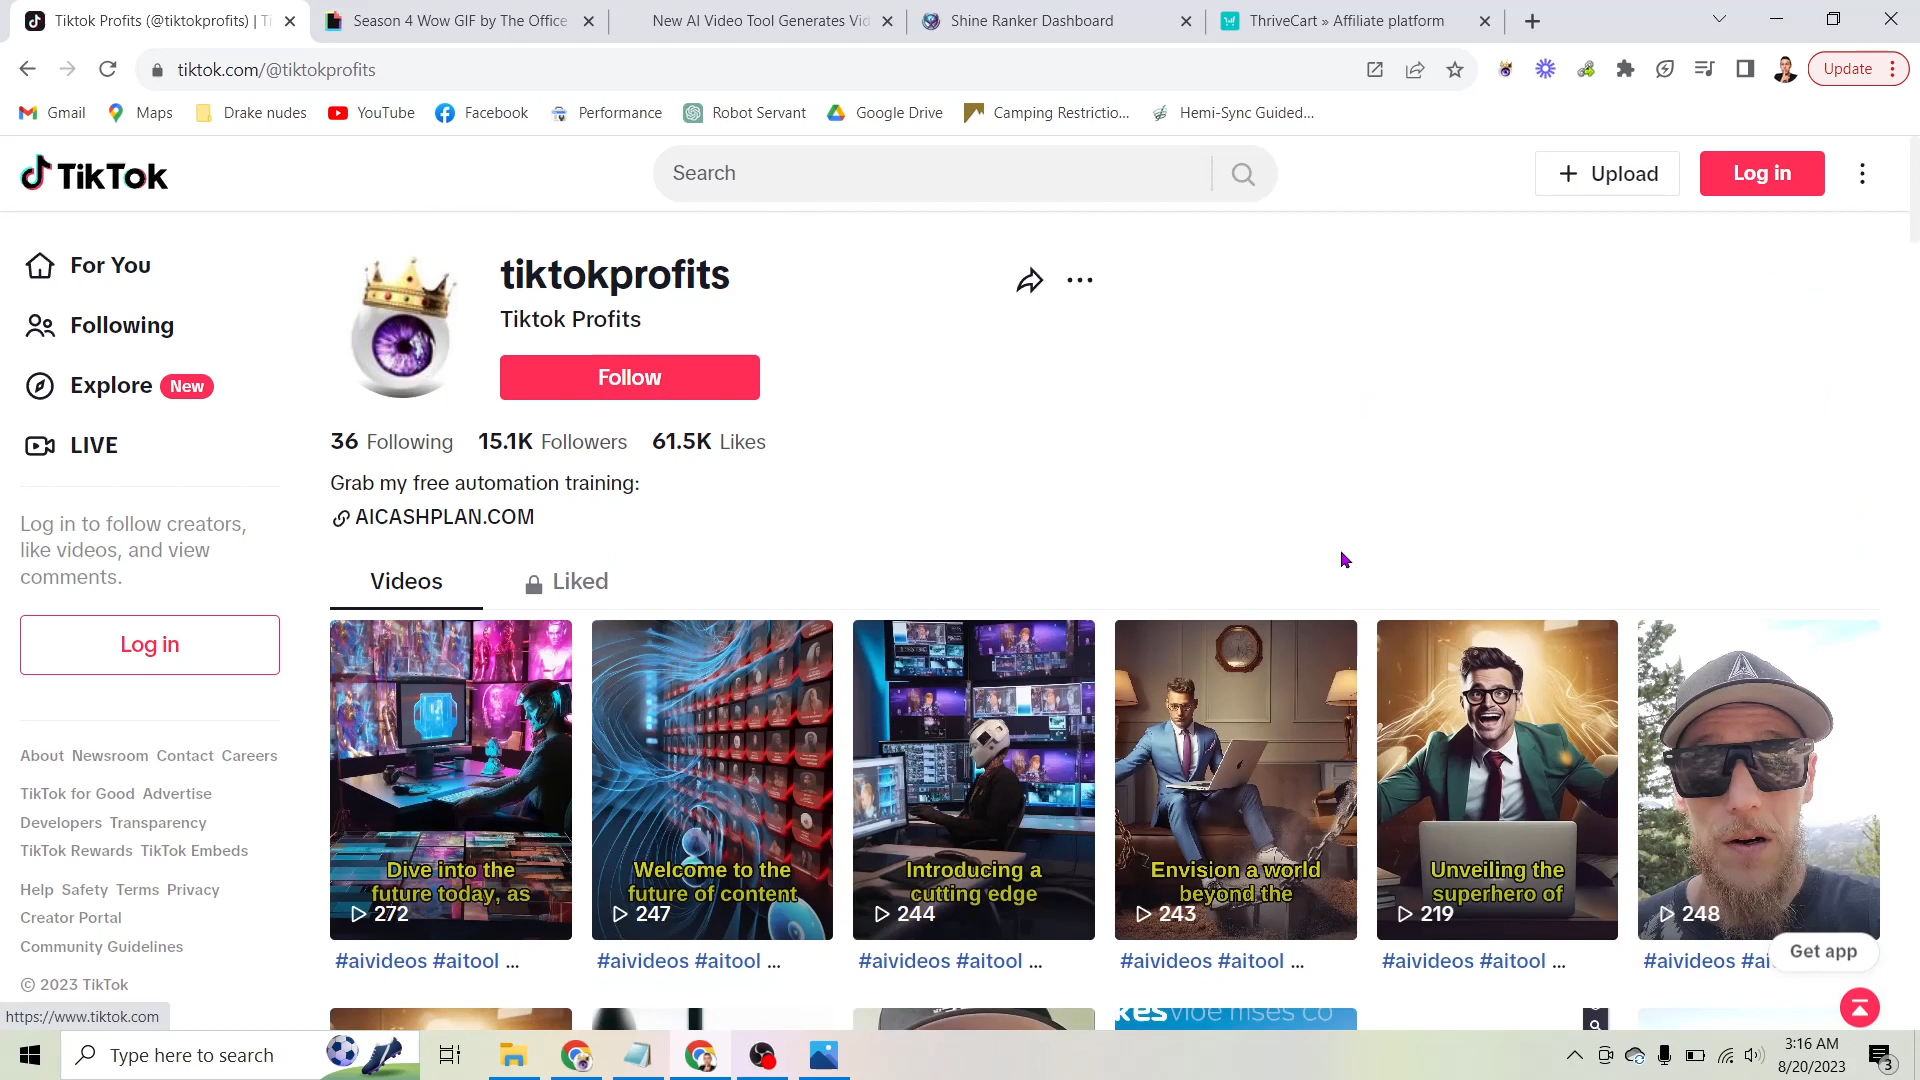 Tiktok Profits (@tiktokprofits) | Ti
Season 4 Wow GIF by The Office
New AI Video Tool Generates Vid
Shine Ranker Dashboard
ThriveCart » Affiliate platform
tiktok.com/@tiktokprofits
Update
Gmail
Maps
Drake nudes
YouTube
Facebook
Performance
Robot Servant
Google Drive
Camping Restrictio...
Hemi-Sync Guided...
TikTok
Search
Upload
Log in
For You
Following
Explore New
LIVE
Log in to follow creators,
like videos, and view
comments.
Log in
About Newsroom Contact Careers
TikTok for Good Advertise
Developers Transparency
TikTok Rewards TikTok Embeds
Help Safety Terms Privacy
Creator Portal
Community Guidelines
© 2023 TikTok
https://www.tiktok.com
tiktokprofits
Tiktok Profits
Follow
36 Following 15.1K Followers 61.5K Likes
Grab my free automation training:
AICASHPLAN.COM
Videos
Liked
Dive into the
future today, as
272
Welcome to the
future of content
247
Introducing a
cutting edge
244
Envision a world
beyond the
243
Unveiling the
superhero of
219
248
#aivideos #aitool ...
#aivideos #aitool ...
#aivideos #aitool ...
#aivideos #aitool ...
#aivideos #aitool ...
#aivideos #ai
Get app
Type here to search
3:16 AM
8/20/2023
3